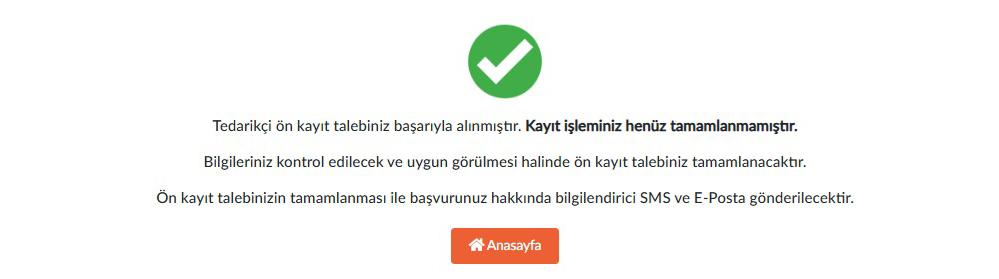 Tedarikçi ön kayıt talebiniz başarıyla alınmıştır. Kayıt işleminiz henüz tamamlanmamıştır.
Bilgileriniz kontrol edilecek ve uygun görülmesi halinde ön kayıt talebiniz tamamlanacaktır.
Ön kayıt talebinizin tamamlanması ile başvurunuz hakkında bilgilendirici SMS ve E-Posta gönderilecektir.
Anasayfa